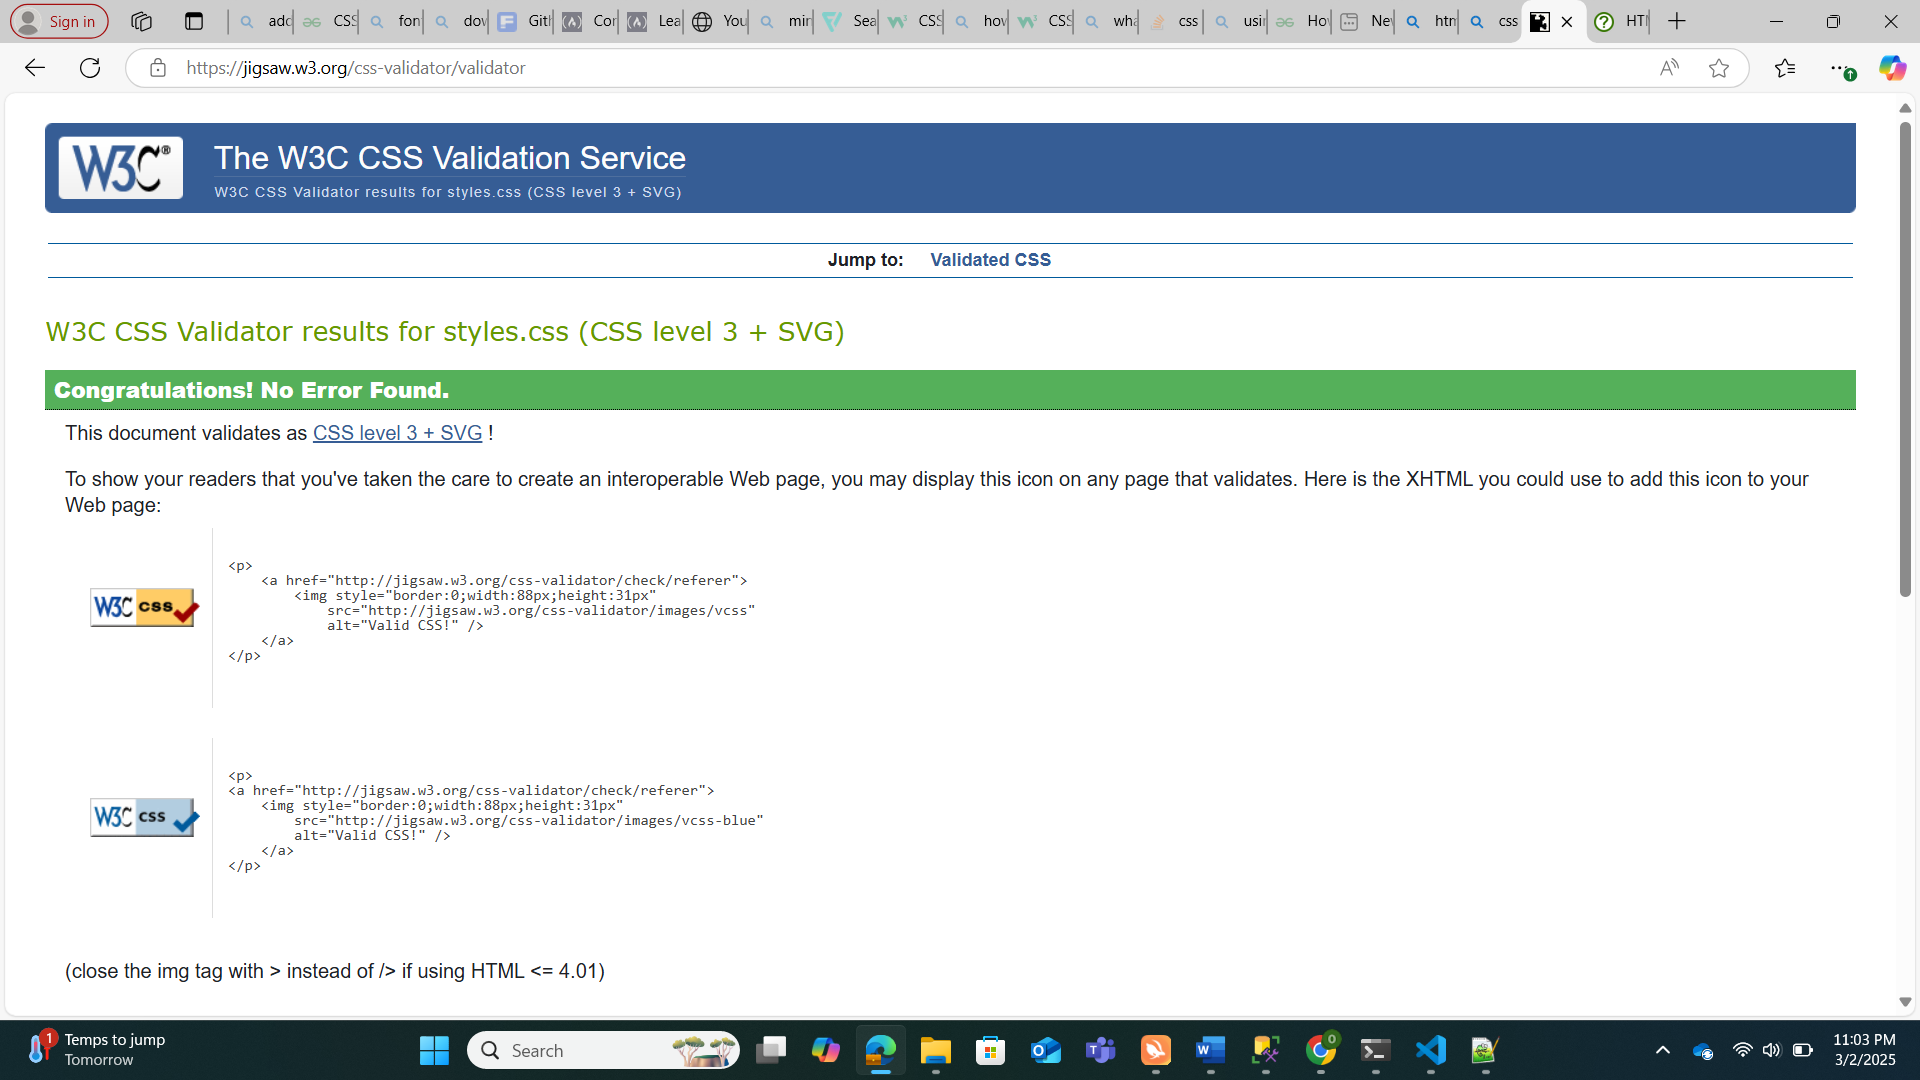 Sign in
add
CSS
fon
dov
Gith
Cor
Lea
You
min
Sea
CSS
how
CSS
wha
css
usin
Hov
Nev
htm
css
HTM
https://jigsaw.w3.org/css-validator/validator
W3C®
The W3C CSS Validation Service
W3C CSS Validator results for styles.css (CSS level 3 + SVG)
Jump to: Validated CSS
W3C CSS Validator results for styles.css (CSS level 3 + SVG)
Congratulations! No Error Found.
This document validates as CSS level 3 + SVG !
To show your readers that you've taken the care to create an interoperable Web page, you may display this icon on any page that validates. Here is the XHTML you could use to add this icon to your
Web page:
W3C css
<p>
<a href="http://jigsaw.w3.org/css-validator/check/referer">
<img style="border:0;width:88px;height:31px"
src="http://jigsaw.w3.org/css-validator/images/vcss"
alt="Valid CSS!" />
</a>
</p>
W3C css
<p>
<a href="http://jigsaw.w3.org/css-validator/check/referer">
<img style="border:0;width:88px;height:31px"
src="http://jigsaw.w3.org/css-validator/images/vcss-blue"
alt="Valid CSS!" />
</a>
</p>
(close the img tag with > instead of /> if using HTML <= 4.01)
1
Temps to jump
Tomorrow
Search
0
11:03 PM
3/2/2025